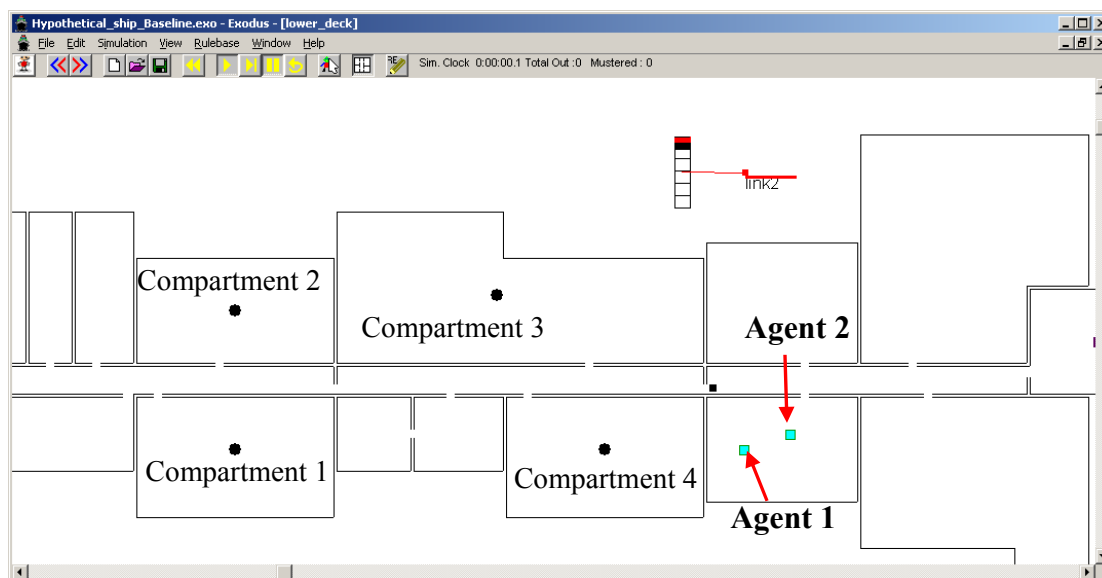 Hypothetical_ship_Baseline.exo - Exodus - [lower_deck]
File Edit Simulation View Rulebase Window Help
Sim. Clock 0:00:00.1 Total Out :0 Mustered : 0
link2
Compartment 2
Compartment 3
Agent 2
Compartment 1
Compartment 4
Agent 1